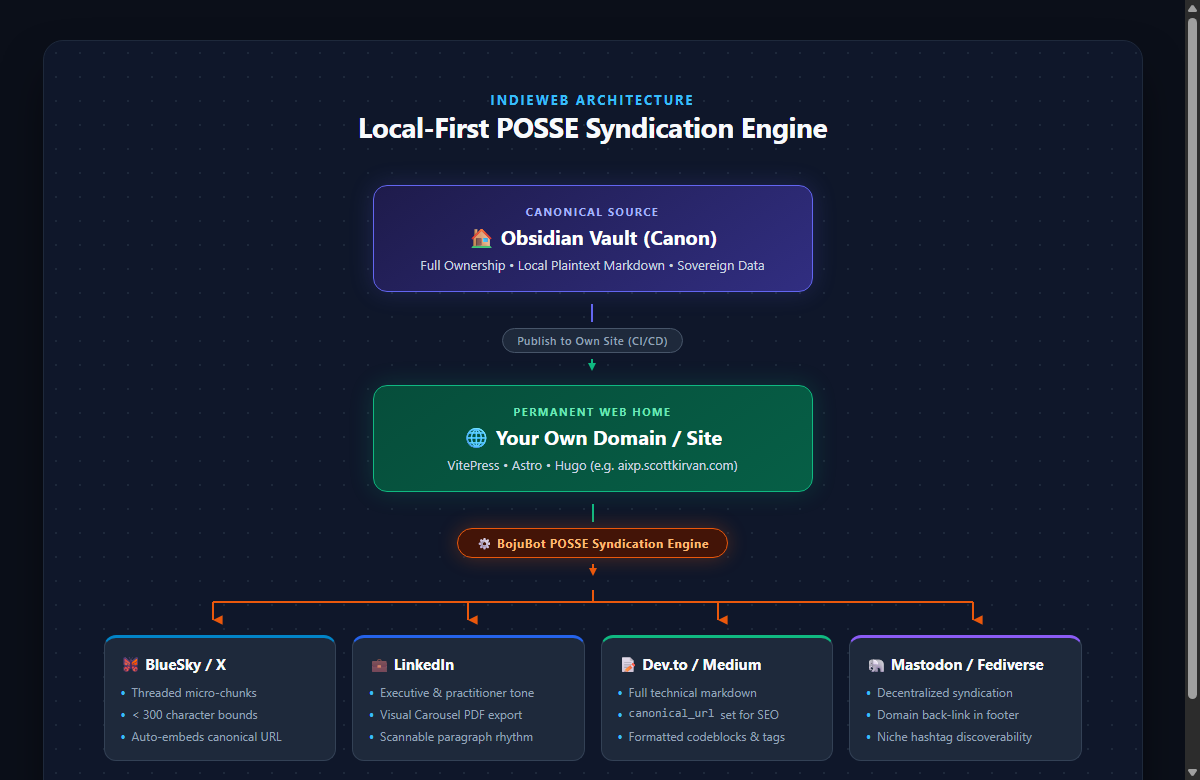 INDIEWEB ARCHITECTURE
Local-First POSSE Syndication Engine
CANONICAL SOURCE
Obsidian Vault (Canon)
Full Ownership • Local Plaintext Markdown • Sovereign Data
Publish to Own Site (CI/CD)
PERMANENT WEB HOME
Your Own Domain / Site
VitePress • Astro • Hugo (e.g. aixp.scottkirvan.com)
BojuBot POSSE Syndication Engine
BlueSky / X
• Threaded micro-chunks
• < 300 character bounds
• Auto-embeds canonical URL
LinkedIn
• Executive & practitioner tone
• Visual Carousel PDF export
• Scannable paragraph rhythm
Dev.to / Medium
• Full technical markdown
• canonical_url set for SEO
• Formatted codeblocks & tags
Mastodon / Fediverse
• Decentralized syndication
• Domain back-link in footer
• Niche hashtag discoverability